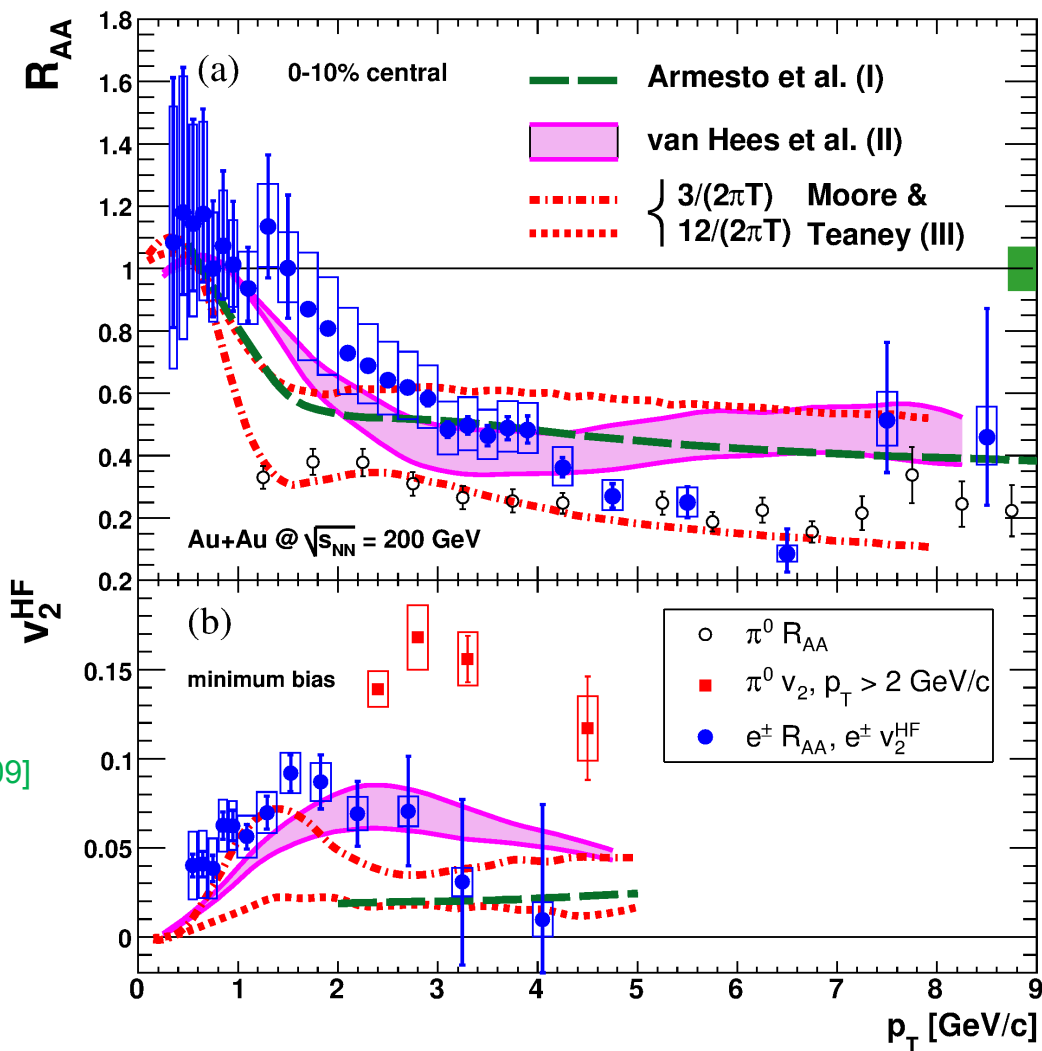 R_AA
1.8
(a) 0-10% central
Armesto et al. (I)
1.6
1.4
van Hees et al. (II)
1.2
3/(2πT) Moore &
12/(2πT) Teaney (III)
1
0.8
0.6
0.4
0.2
Au+Au @ √s_NN = 200 GeV
v_2^HF
0.2
(b)
minimum bias
π^0 R_AA
π^0 v_2, p_T > 2 GeV/c
e^± R_AA, e^± v_2^HF
0.15
09]
0.1
0.05
0
0 1 2 3 4 5 6 7 8 9
p_T [GeV/c]